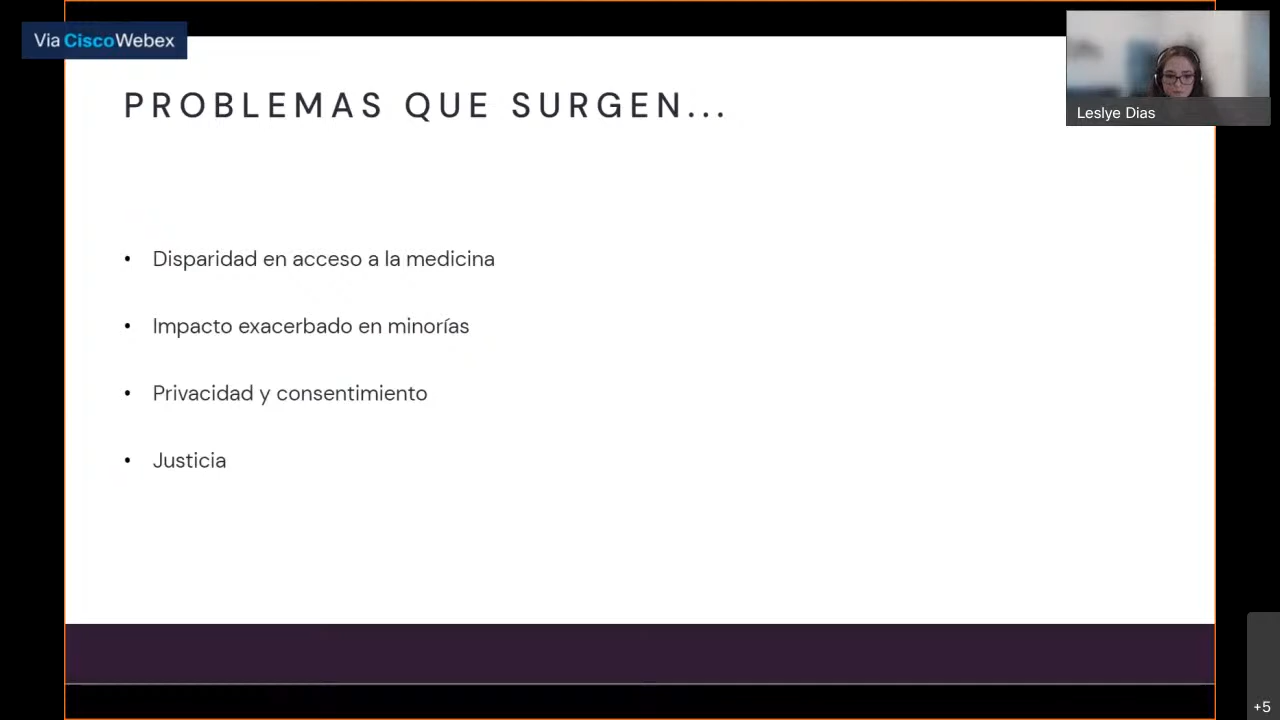 Via CiscoWebex
Leslye Dias
PROBLEMAS QUE SURGEN...
• Disparidad en acceso a la medicina
• Impacto exacerbado en minorías
• Privacidad y consentimiento
• Justicia
+5